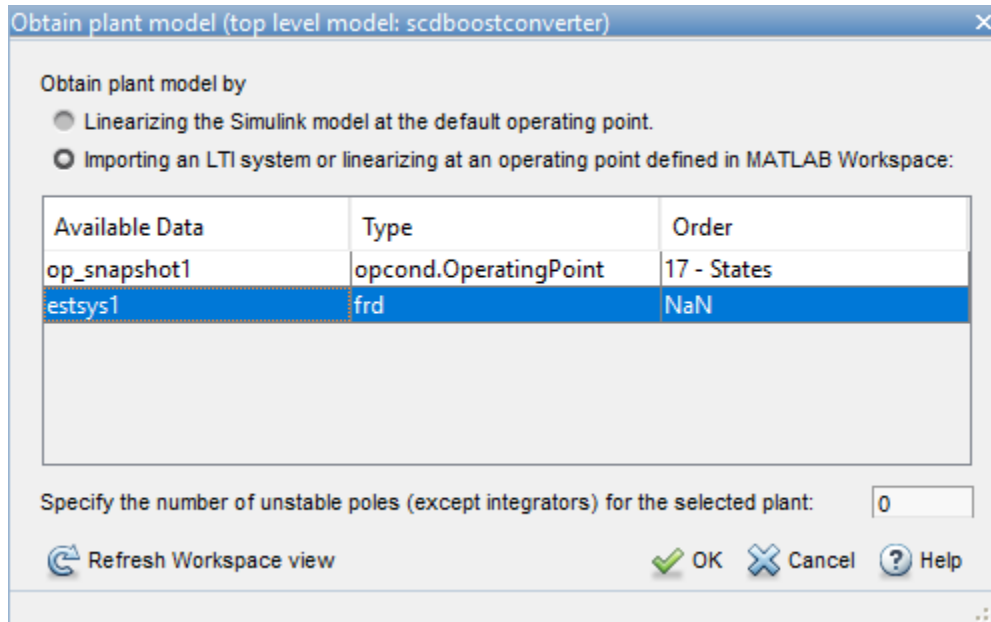 Obtain plant model (top level model: scdboostconverter)
Obtain plant model by
Linearizing the Simulink model at the default operating point.
Importing an LTI system or linearizing at an operating point defined in MATLAB Workspace:
Available Data Type Order
op_snapshot1 opcond.OperatingPoint 17 - States
estsys1 frd NaN
Specify the number of unstable poles (except integrators) for the selected plant: 0
Refresh Workspace view OK Cancel ? Help